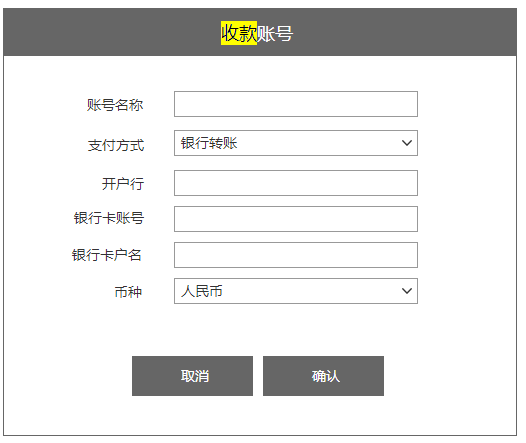 收款账号
账号名称
支付方式 银行转账
开户行
银行卡账号
银行卡户名
币种 人民币
取消 确认